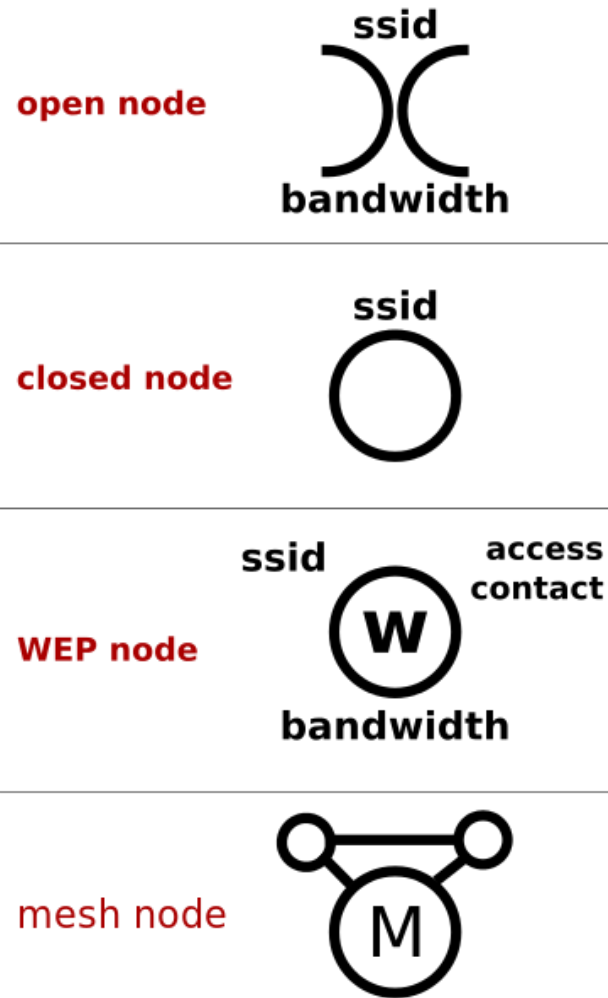 ssid
open node
bandwidth
ssid
closed node
ssid
access
contact
W
WEP node
bandwidth
M
mesh node